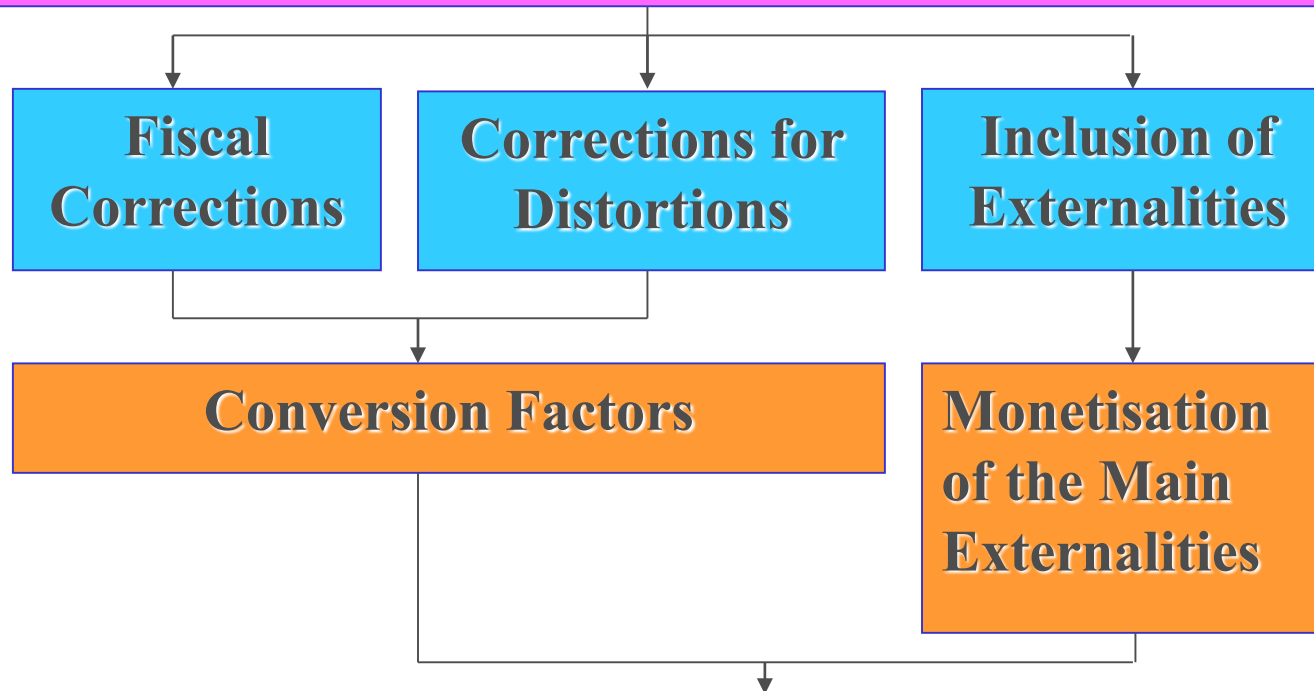 Fiscal
Corrections
Corrections for
Distortions
Inclusion of
Externalities
Conversion Factors
Monetisation
of the Main
Externalities